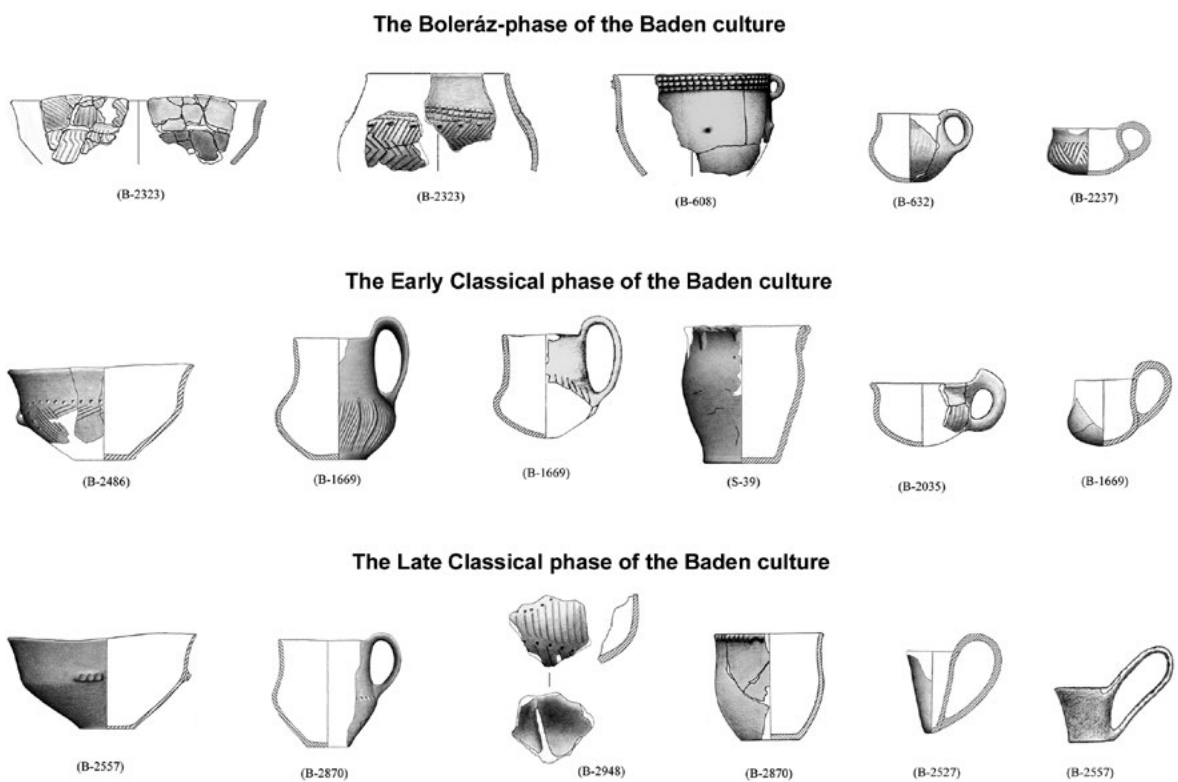 The Boleráz-phase of the Baden culture
(B-2323) (B-2323) (B-608) (B-632) (B-2237)
The Early Classical phase of the Baden culture
(B-2486) (B-1669) (B-1669) (S-39) (B-2035) (B-1669)
The Late Classical phase of the Baden culture
(B-2557) (B-2870) (B-2948) (B-2870) (B-2527) (B-2557)